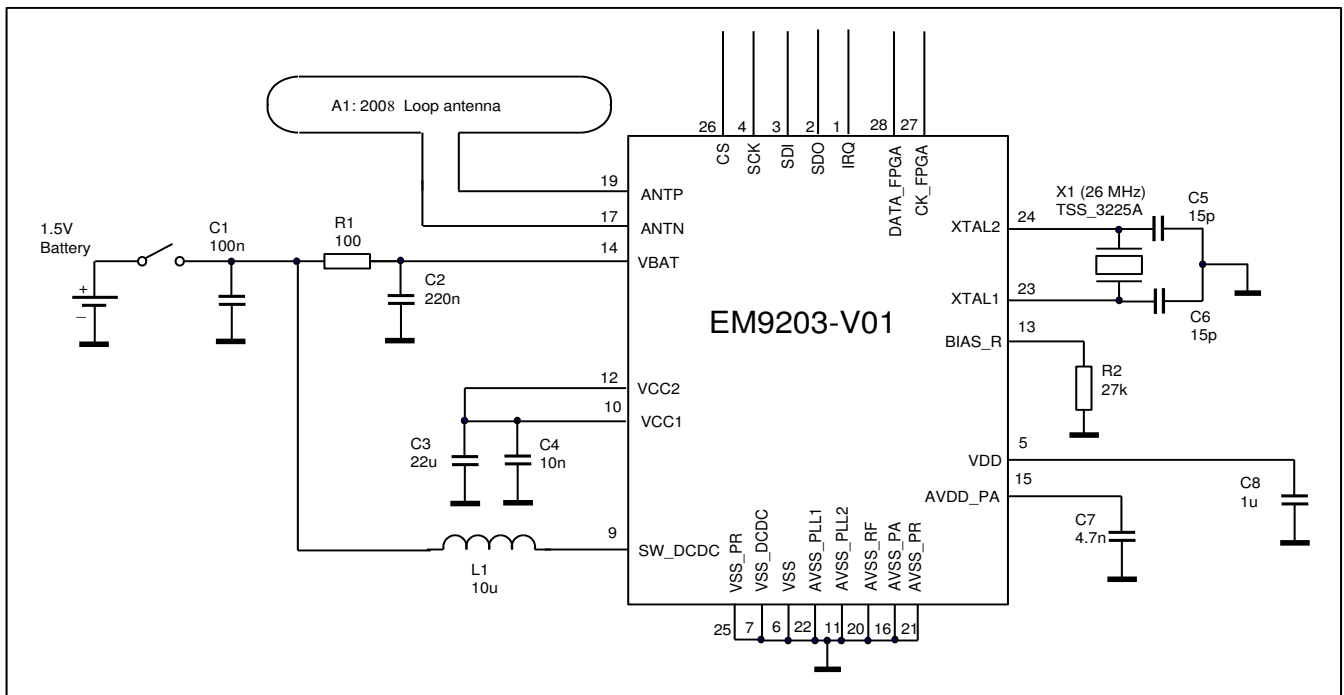 A1: 2008 Loop antenna
26
4
3
2
1
28
27
CS
SCK
SDI
SDO
IRQ
DATA_FPGA
CK_FPGA
19
ANTP
17
ANTN
14
VBAT
1.5V
Battery
+
–
C1
100n
R1
100
C2
220n
EM9203-V01
X1 (26 MHz)
TSS_3225A
C5
15p
24
XTAL2
23
XTAL1
C6
15p
13
BIAS_R
R2
27k
12
VCC2
10
VCC1
C3
22u
C4
10n
5
VDD
15
AVDD_PA
C8
1u
C7
4.7n
9
SW_DCDC
L1
10u
VSS_PR
VSS_DCDC
VSS
AVSS_PLL1
AVSS_PLL2
AVSS_RF
AVSS_PA
AVSS_PR
25
7
6
22
11
20
16
21